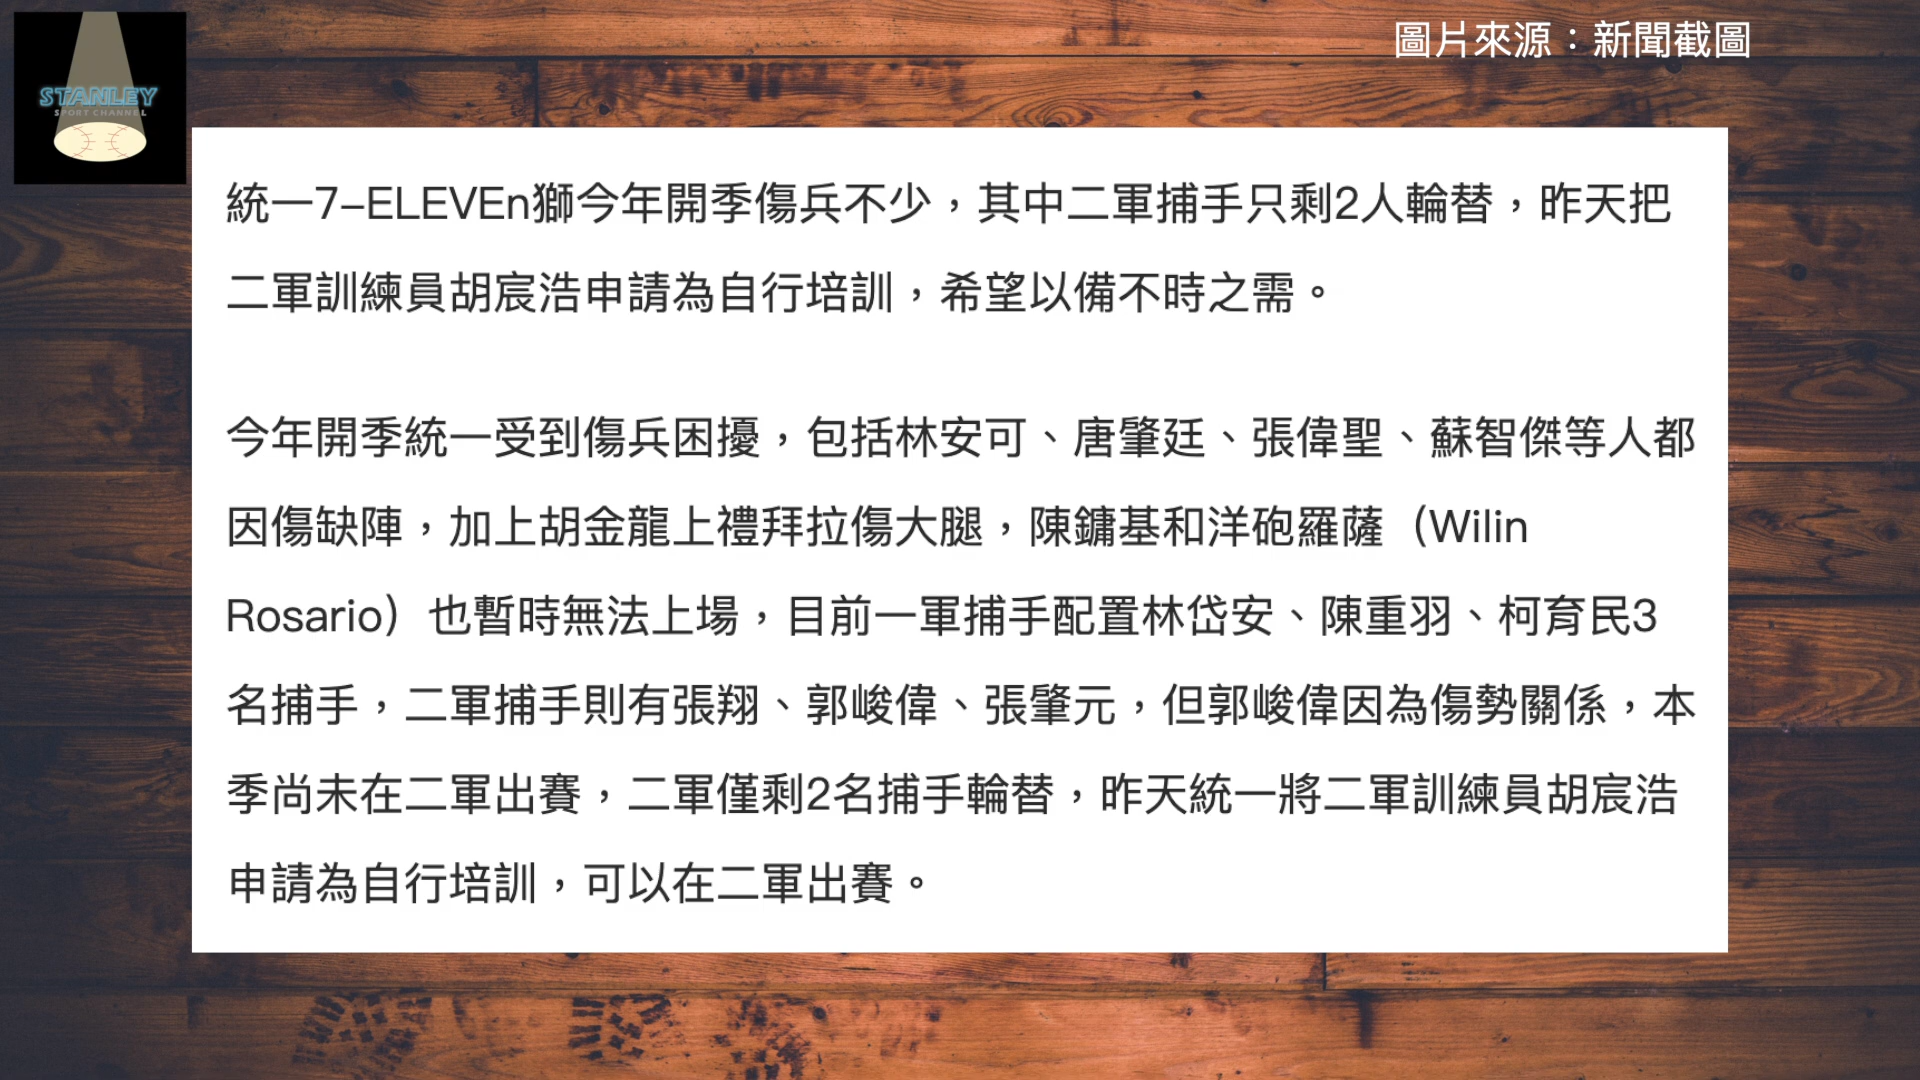 圖片來源：新聞截圖
STANLEY
SPORT CHANNEL
統一7-ELEVEn獅今年開季傷兵不少，其中二軍捕手只剩2人輪替，昨天把
二軍訓練員胡宸浩申請為自行培訓，希望以備不時之需。
今年開季統一受到傷兵困擾，包括林安可、唐肇廷、張偉聖、蘇智傑等人都
因傷缺陣，加上胡金龍上禮拜拉傷大腿，陳鏞基和洋砲羅薩（Wilin
Rosario）也暫時無法上場，目前一軍捕手配置林岱安、陳重羽、柯育民3
名捕手，二軍捕手則有張翔、郭峻偉、張肇元，但郭峻偉因為傷勢關係，本
季尚未在二軍出賽，二軍僅剩2名捕手輪替，昨天統一將二軍訓練員胡宸浩
申請為自行培訓，可以在二軍出賽。